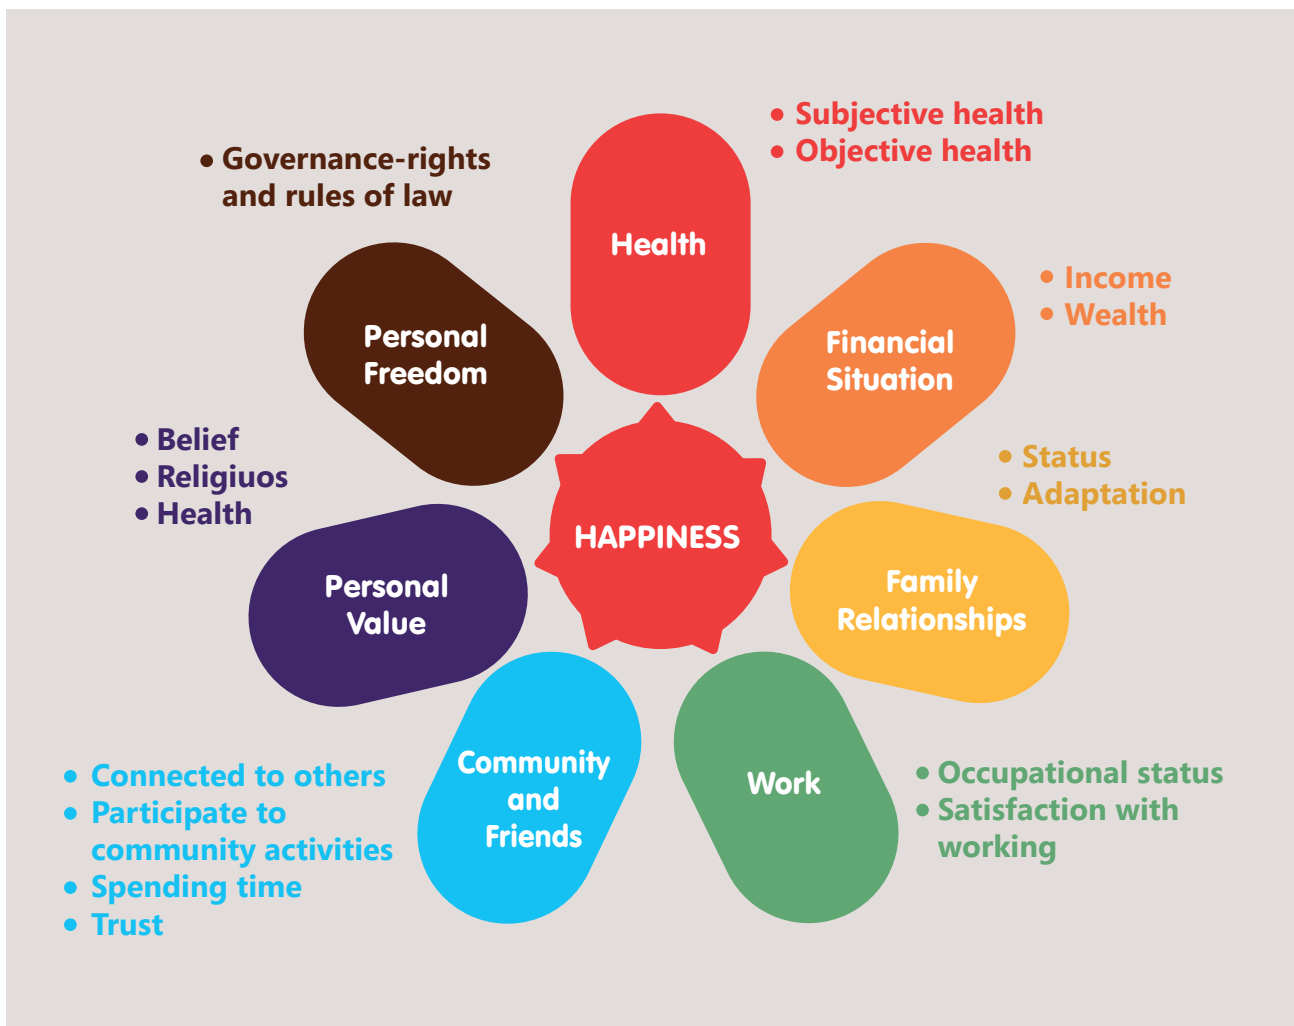 • Subjective health
• Objective health
Health
• Governance-rights
and rules of law
Personal
Freedom
• Income
• Wealth
Financial
Situation
• Belief
• Religiuos
• Health
Personal
Value
HAPPINESS
• Status
• Adaptation
Family
Relationships
• Connected to others
• Participate to
community activities
• Spending time
• Trust
Community
and
Friends
Work
• Occupational status
• Satisfaction with
working